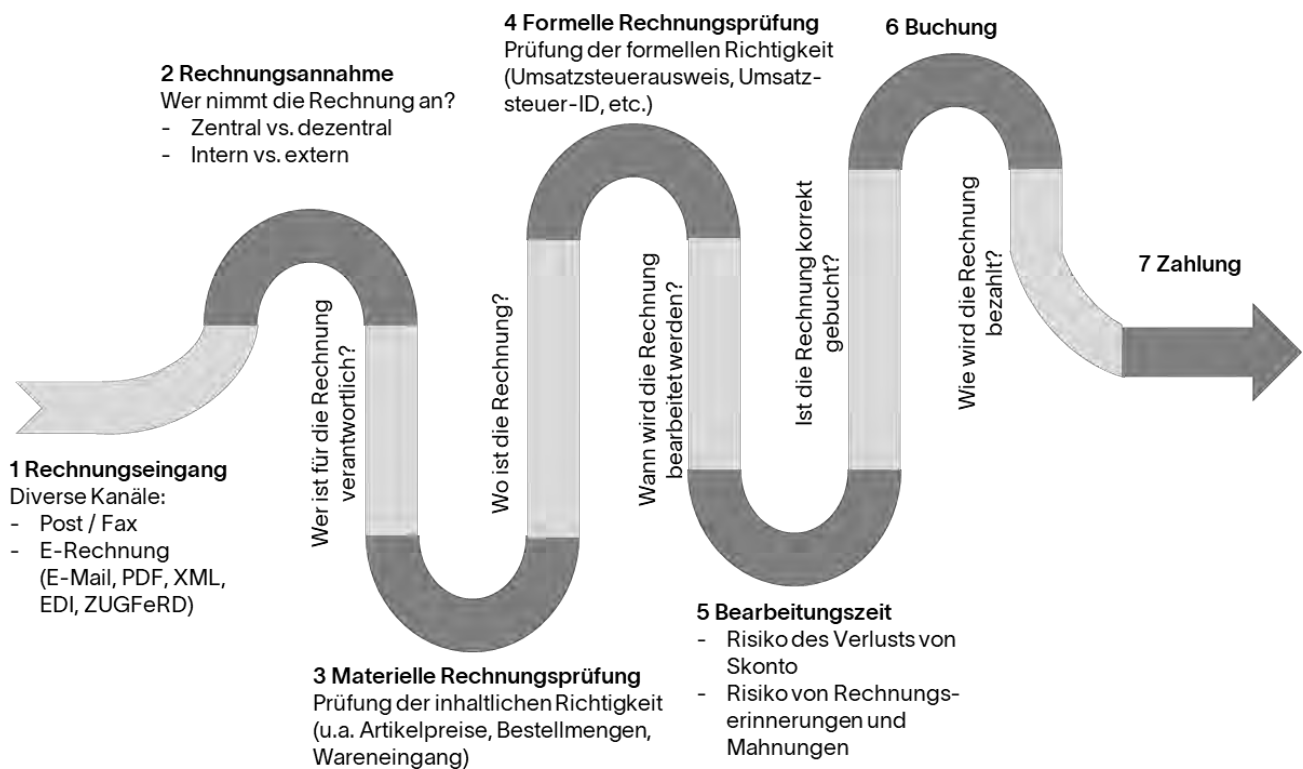 1 Rechnungseingang
Diverse Kanäle:
- Post / Fax
- E-Rechnung
(E-Mail, PDF, XML,
EDI, ZUGFeRD)
2 Rechnungsannahme
Wer nimmt die Rechnung an?
- Zentral vs. dezentral
- Intern vs. extern
Wer ist für die Rechnung
verantwortlich?
3 Materielle Rechnungsprüfung
Prüfung der inhaltlichen Richtigkeit
(u.a. Artikelpreise, Bestellmengen,
Wareneingang)
Wo ist die Rechnung?
4 Formelle Rechnungsprüfung
Prüfung der formellen Richtigkeit
(Umsatzsteuerausweis, Umsatz-
steuer-ID, etc.)
Wann wird die Rechnung
bearbeitet werden?
5 Bearbeitungszeit
- Risiko des Verlusts von
Skonto
- Risiko von Rechnungs-
erinnerungen und
Mahnungen
Ist die Rechnung korrekt
gebucht?
6 Buchung
Wie wird die Rechnung
bezahlt?
7 Zahlung